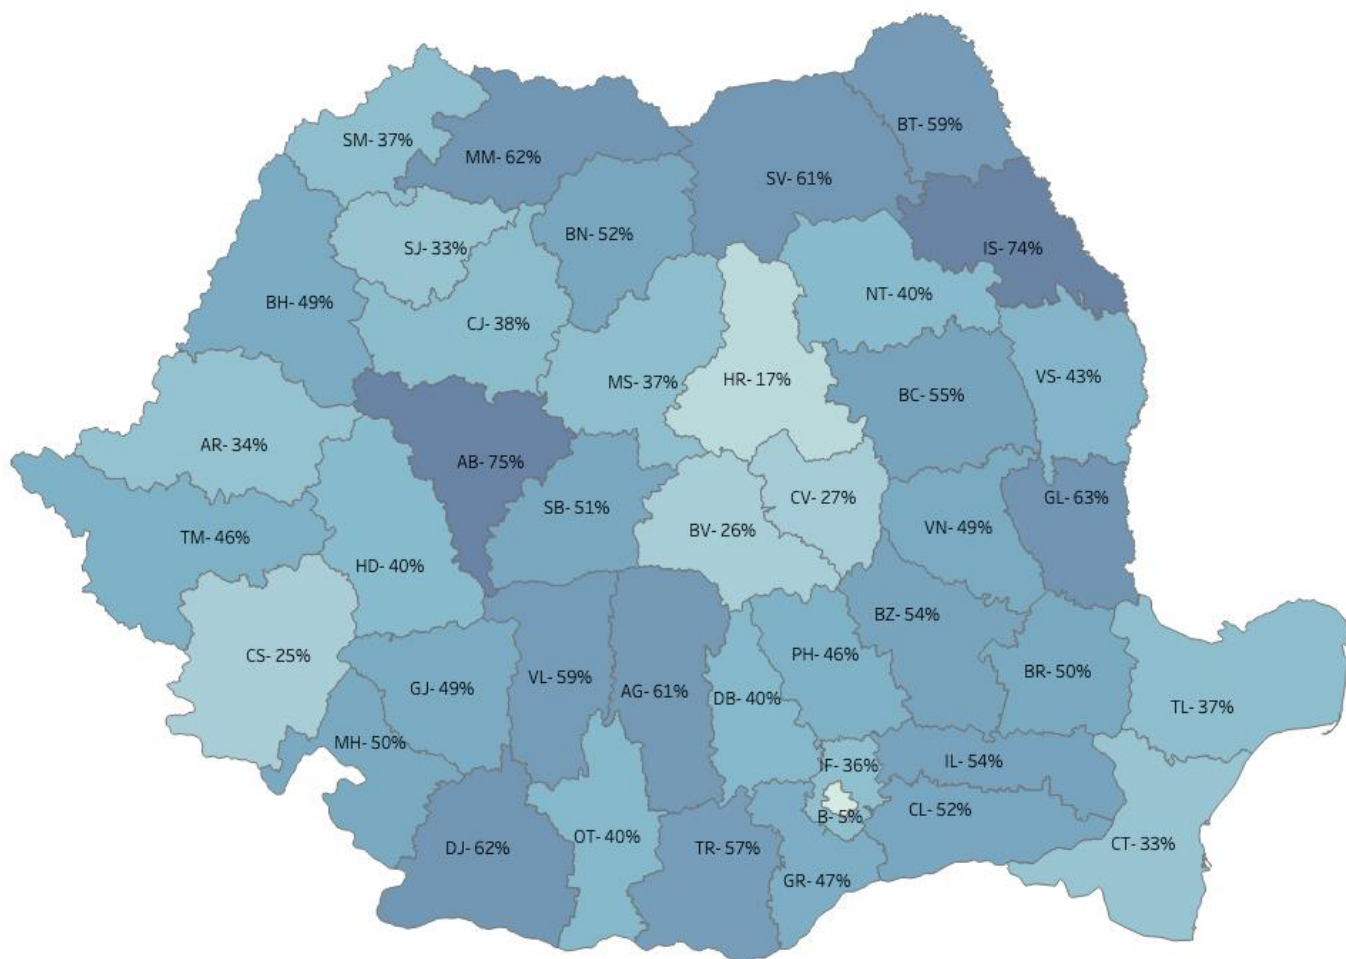 BT- 59%
SM- 37%
MM- 62%
SV- 61%
BN- 52%
SJ- 33%
IS- 74%
BH- 49%
NT- 40%
CJ- 38%
MS- 37%
HR- 17%
VS- 43%
BC- 55%
AR- 34%
AB- 75%
CV- 27%
GL- 63%
SB- 51%
BV- 26%
VN- 49%
TM- 46%
HD- 40%
BZ- 54%
CS- 25%
PH- 46%
BR- 50%
VL- 59%
GJ- 49%
AG- 61%
DB- 40%
TL- 37%
MH- 50%
IF- 36%
IL- 54%
CL- 52%
B- 5%
OT- 40%
DJ- 62%
TR- 57%
CT- 33%
GR- 47%